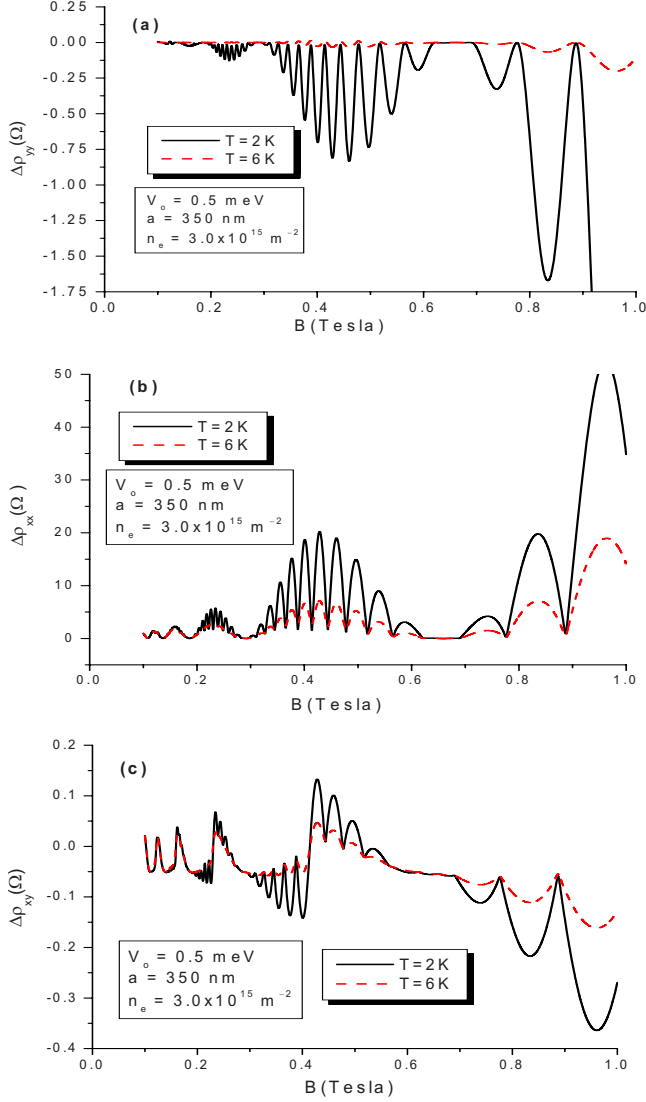 (a)
0.25
0.00
-0.25
-0.50
-0.75
-1.00
-1.25
-1.50
-1.75
Δρyy(Ω)
T = 2 K
T = 6 K
Vo = 0.5 meV
a = 350 nm
ne = 3.0x10^15 m^-2
0.0 0.2 0.4 0.6 0.8 1.0
B (Tesla)
(b)
50
40
30
20
10
0
Δρxx(Ω)
T = 2 K
T = 6 K
Vo = 0.5 meV
a = 350 nm
ne = 3.0x10^15 m^-2
0.0 0.2 0.4 0.6 0.8 1.0
B (Tesla)
(c)
0.2
0.1
0.0
-0.1
-0.2
-0.3
-0.4
Δρxy(Ω)
Vo = 0.5 meV
a = 350 nm
ne = 3.0x10^15 m^-2
T = 2 K
T = 6 K
0.0 0.2 0.4 0.6 0.8 1.0
B (Tesla)